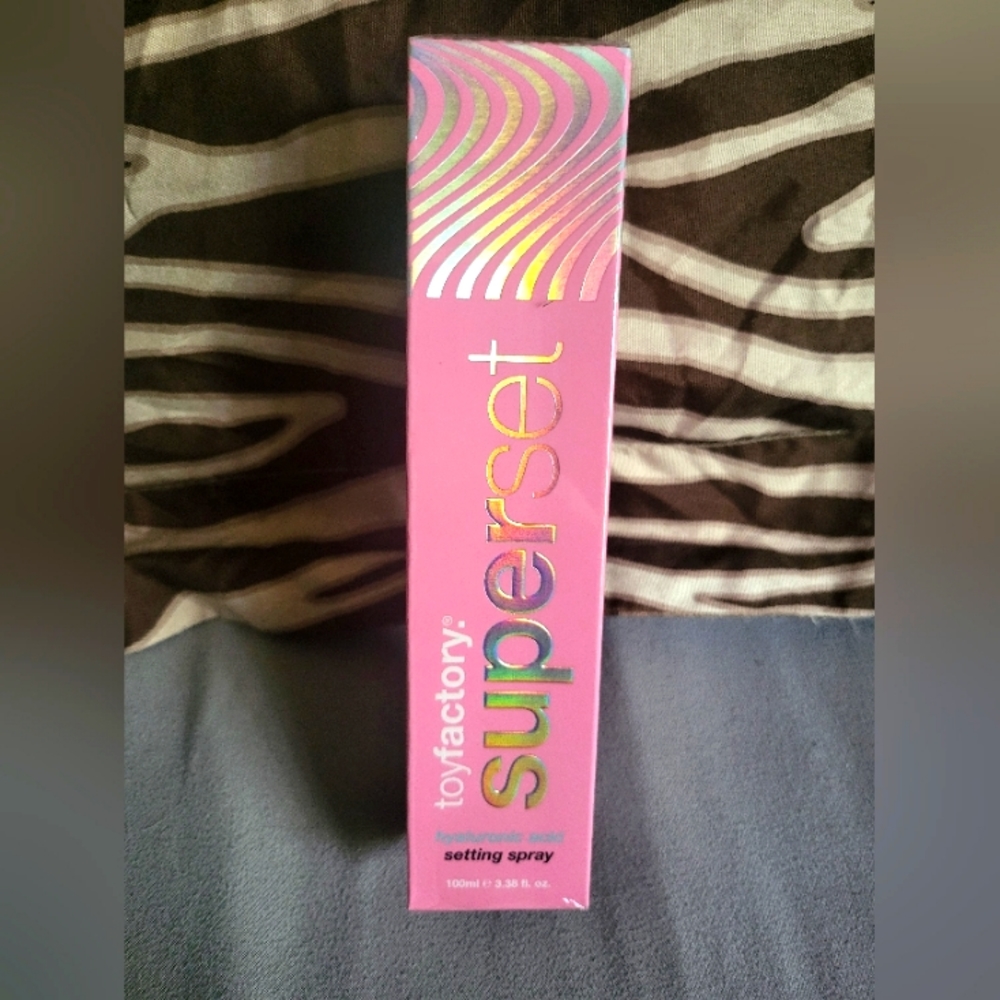 toyfactory:®
superset
hyaluronic acid
setting spray
100ml ℮ 3.38 fl. oz.